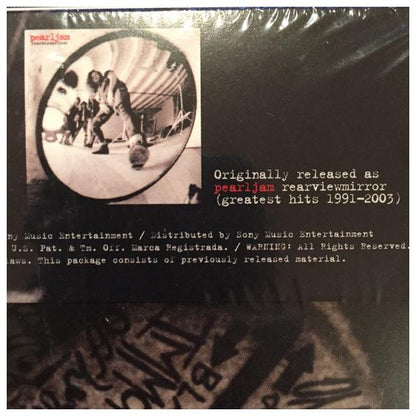 pearljam
rearviewmirror
Originally released as
pearljam rearviewmirror
(greatest hits 1991-2003)
ny Music Entertainment / Distributed by Sony Music Entertainment
U.S. Pat. & Tm. Off. Marca Registrada. / WARNING: All Rights Reserved.
laws. This package consists of previously released material.